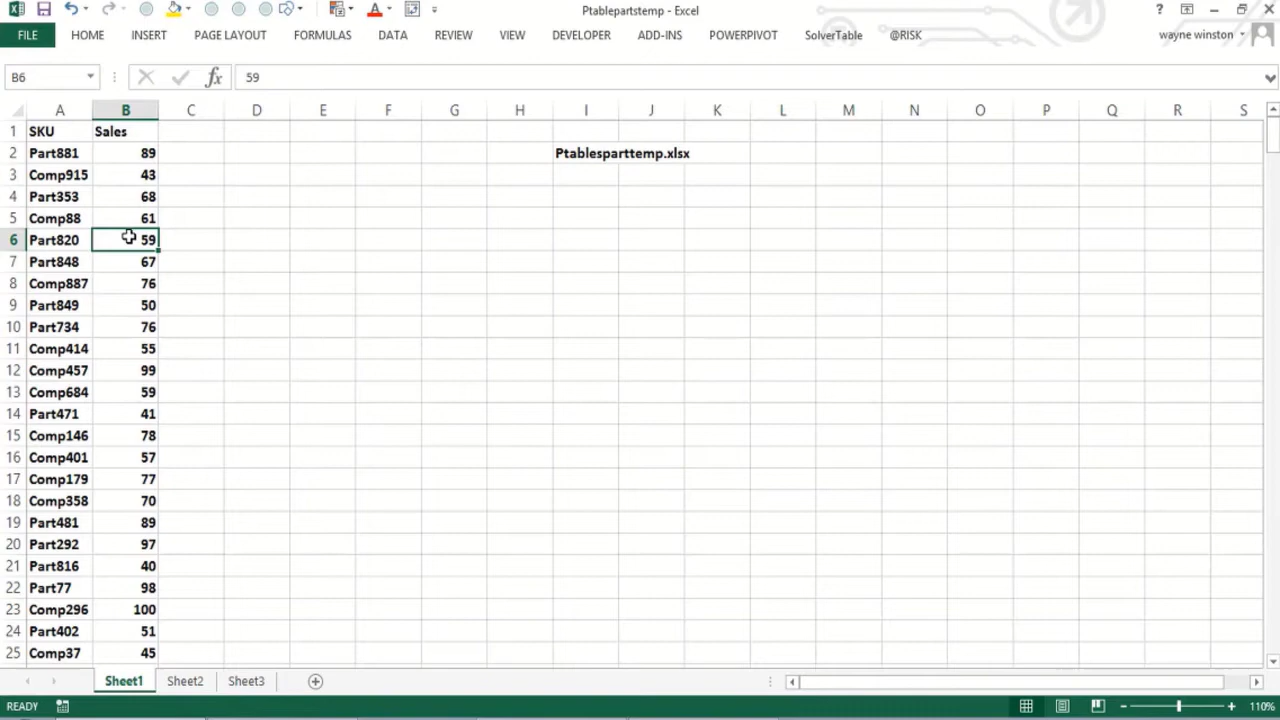 Ptablepartstemp - Excel
?
FILE HOME INSERT PAGE LAYOUT FORMULAS DATA REVIEW VIEW DEVELOPER ADD-INS POWERPIVOT SolverTable @RISK wayne winston
B6 fx 59
A B C D E F G H I J K L M N O P Q R S
1 SKU Sales
2 Part881 89 Ptablesparttemp.xlsx
3 Comp915 43
4 Part353 68
5 Comp88 61
6 Part820 59
7 Part848 67
8 Comp887 76
9 Part849 50
10 Part734 76
11 Comp414 55
12 Comp457 99
13 Comp684 59
14 Part471 41
15 Comp146 78
16 Comp401 57
17 Comp179 77
18 Comp358 70
19 Part481 89
20 Part292 97
21 Part816 40
22 Part77 98
23 Comp296 100
24 Part402 51
25 Comp37 45
Sheet1 Sheet2 Sheet3
READY 110%